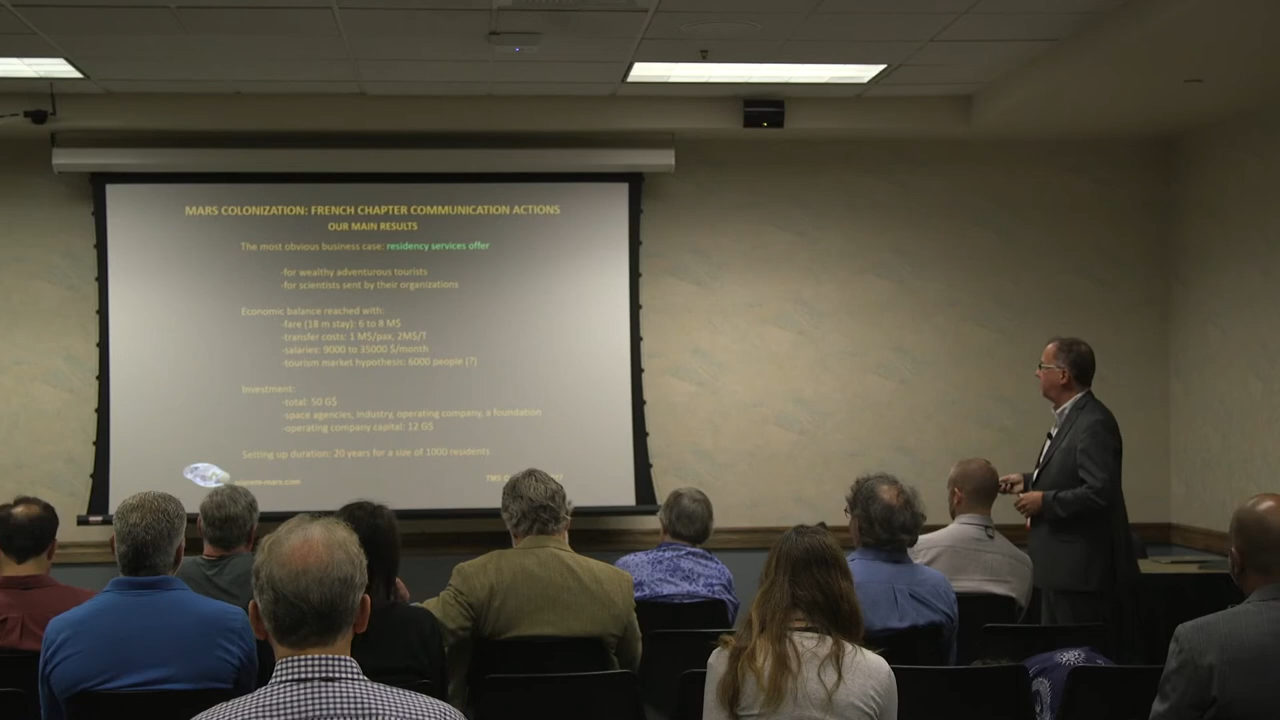 MARS COLONIZATION: FRENCH CHAPTER COMMUNICATION ACTIONS
OUR MAIN RESULTS
The most obvious business case: residency services offer
-for wealthy adventurous tourists
-for scientists sent by their organizations
Economic balance reached with:
-fare (18 m stay): 6 to 8 M$
-transfer costs: 1 M$/pax, 2M$/T
-salaries: 9000 to 35000 $/month
-tourism market hypothesis: 6000 people (?)
Investment:
-total: 50 G$
-space agencies, industry, operating company, a foundation
-operating company capital: 12 G$
Setting up duration: 20 years for a size of 1000 residents